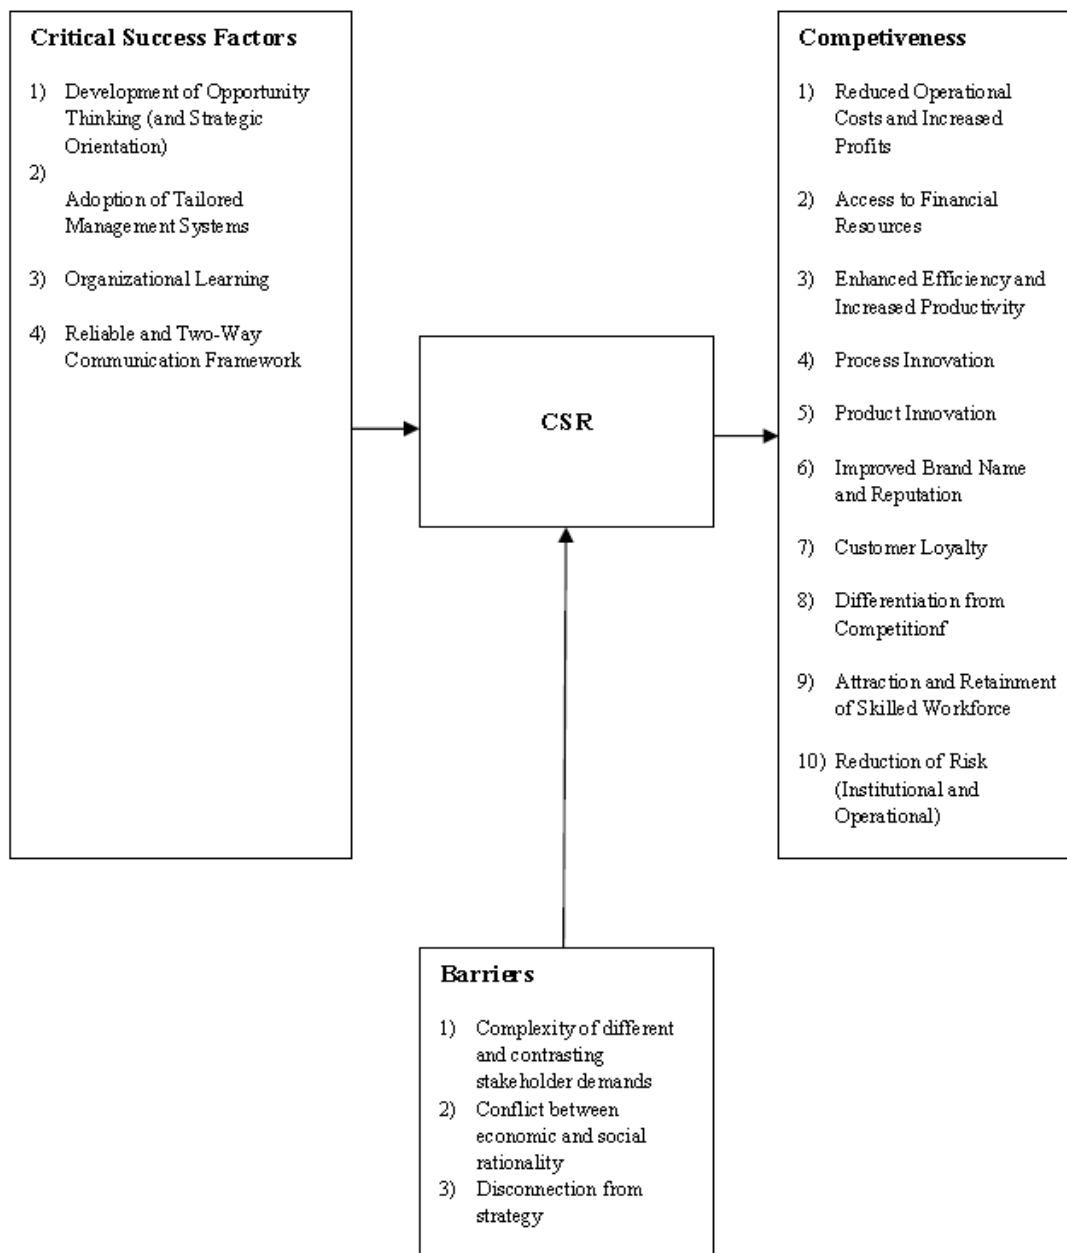 Critical Success Factors
1) Development of Opportunity
Thinking (and Strategic
Orientation)
2)
Adoption of Tailored
Management Systems
3) Organizational Learning
4) Reliable and Two-Way
Communication Framework
CSR
Competiveness
1) Reduced Operational
Costs and Increased
Profits
2) Access to Financial
Resources
3) Enhanced Efficiency and
Increased Productivity
4) Process Innovation
5) Product Innovation
6) Improved Brand Name
and Reputation
7) Customer Loyalty
8) Differentiation from
Competitionf
9) Attraction and Retainment
of Skilled Workforce
10) Reduction of Risk
(Institutional and
Operational)
Barriers
1) Complexity of different
and contrasting
stakeholder demands
2) Conflict between
economic and social
rationality
3) Disconnection from
strategy